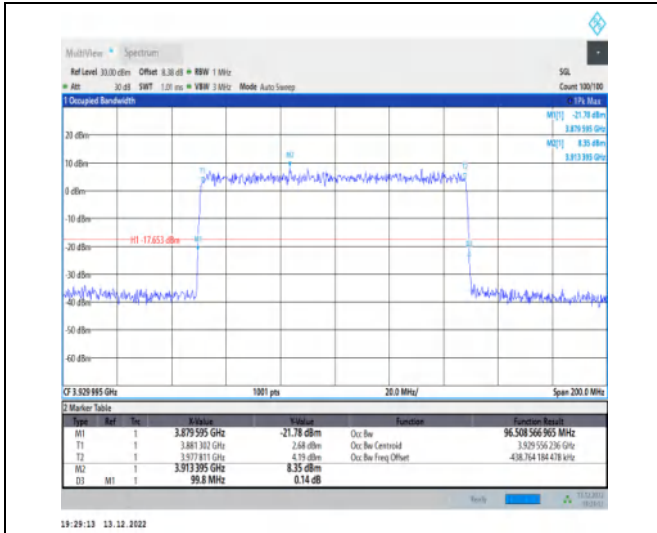 MultiView Spectrum
Ref Level 30.00 dBm Offset 8.38 dB RBW 1 MHz SGL
Att 30 dB SWT 1.01 ms VBW 3 MHz Mode Auto Sweep Count 100/100
1 Occupied Bandwidth 1Pk Max
M1[1] -21.78 dBm
3.879 595 GHz
M2[1] 8.35 dBm
3.913 395 GHz
20 dBm
10 dBm
M2
T1
T2
0 dBm
-10 dBm
H1 -17.653 dBm
M1
D3
-20 dBm
-30 dBm
-40 dBm
-50 dBm
-60 dBm
CF 3.929 995 GHz 1001 pts 20.0 MHz/ Span 200.0 MHz
2 Marker Table
Type Ref Trc X-Value Y-Value Function Function Result
M1 1 3.879 595 GHz -21.78 dBm Occ Bw 96.508 566 965 MHz
T1 1 3.881 302 GHz 2.68 dBm Occ Bw Centroid 3.929 556 236 GHz
T2 1 3.977 811 GHz 4.19 dBm Occ Bw Freq Offset -438.764 184 478 kHz
M2 1 3.913 395 GHz 8.35 dBm
D3 M1 1 99.8 MHz 0.14 dB
Ready 13.12.2022
19:29:13 13.12.2022